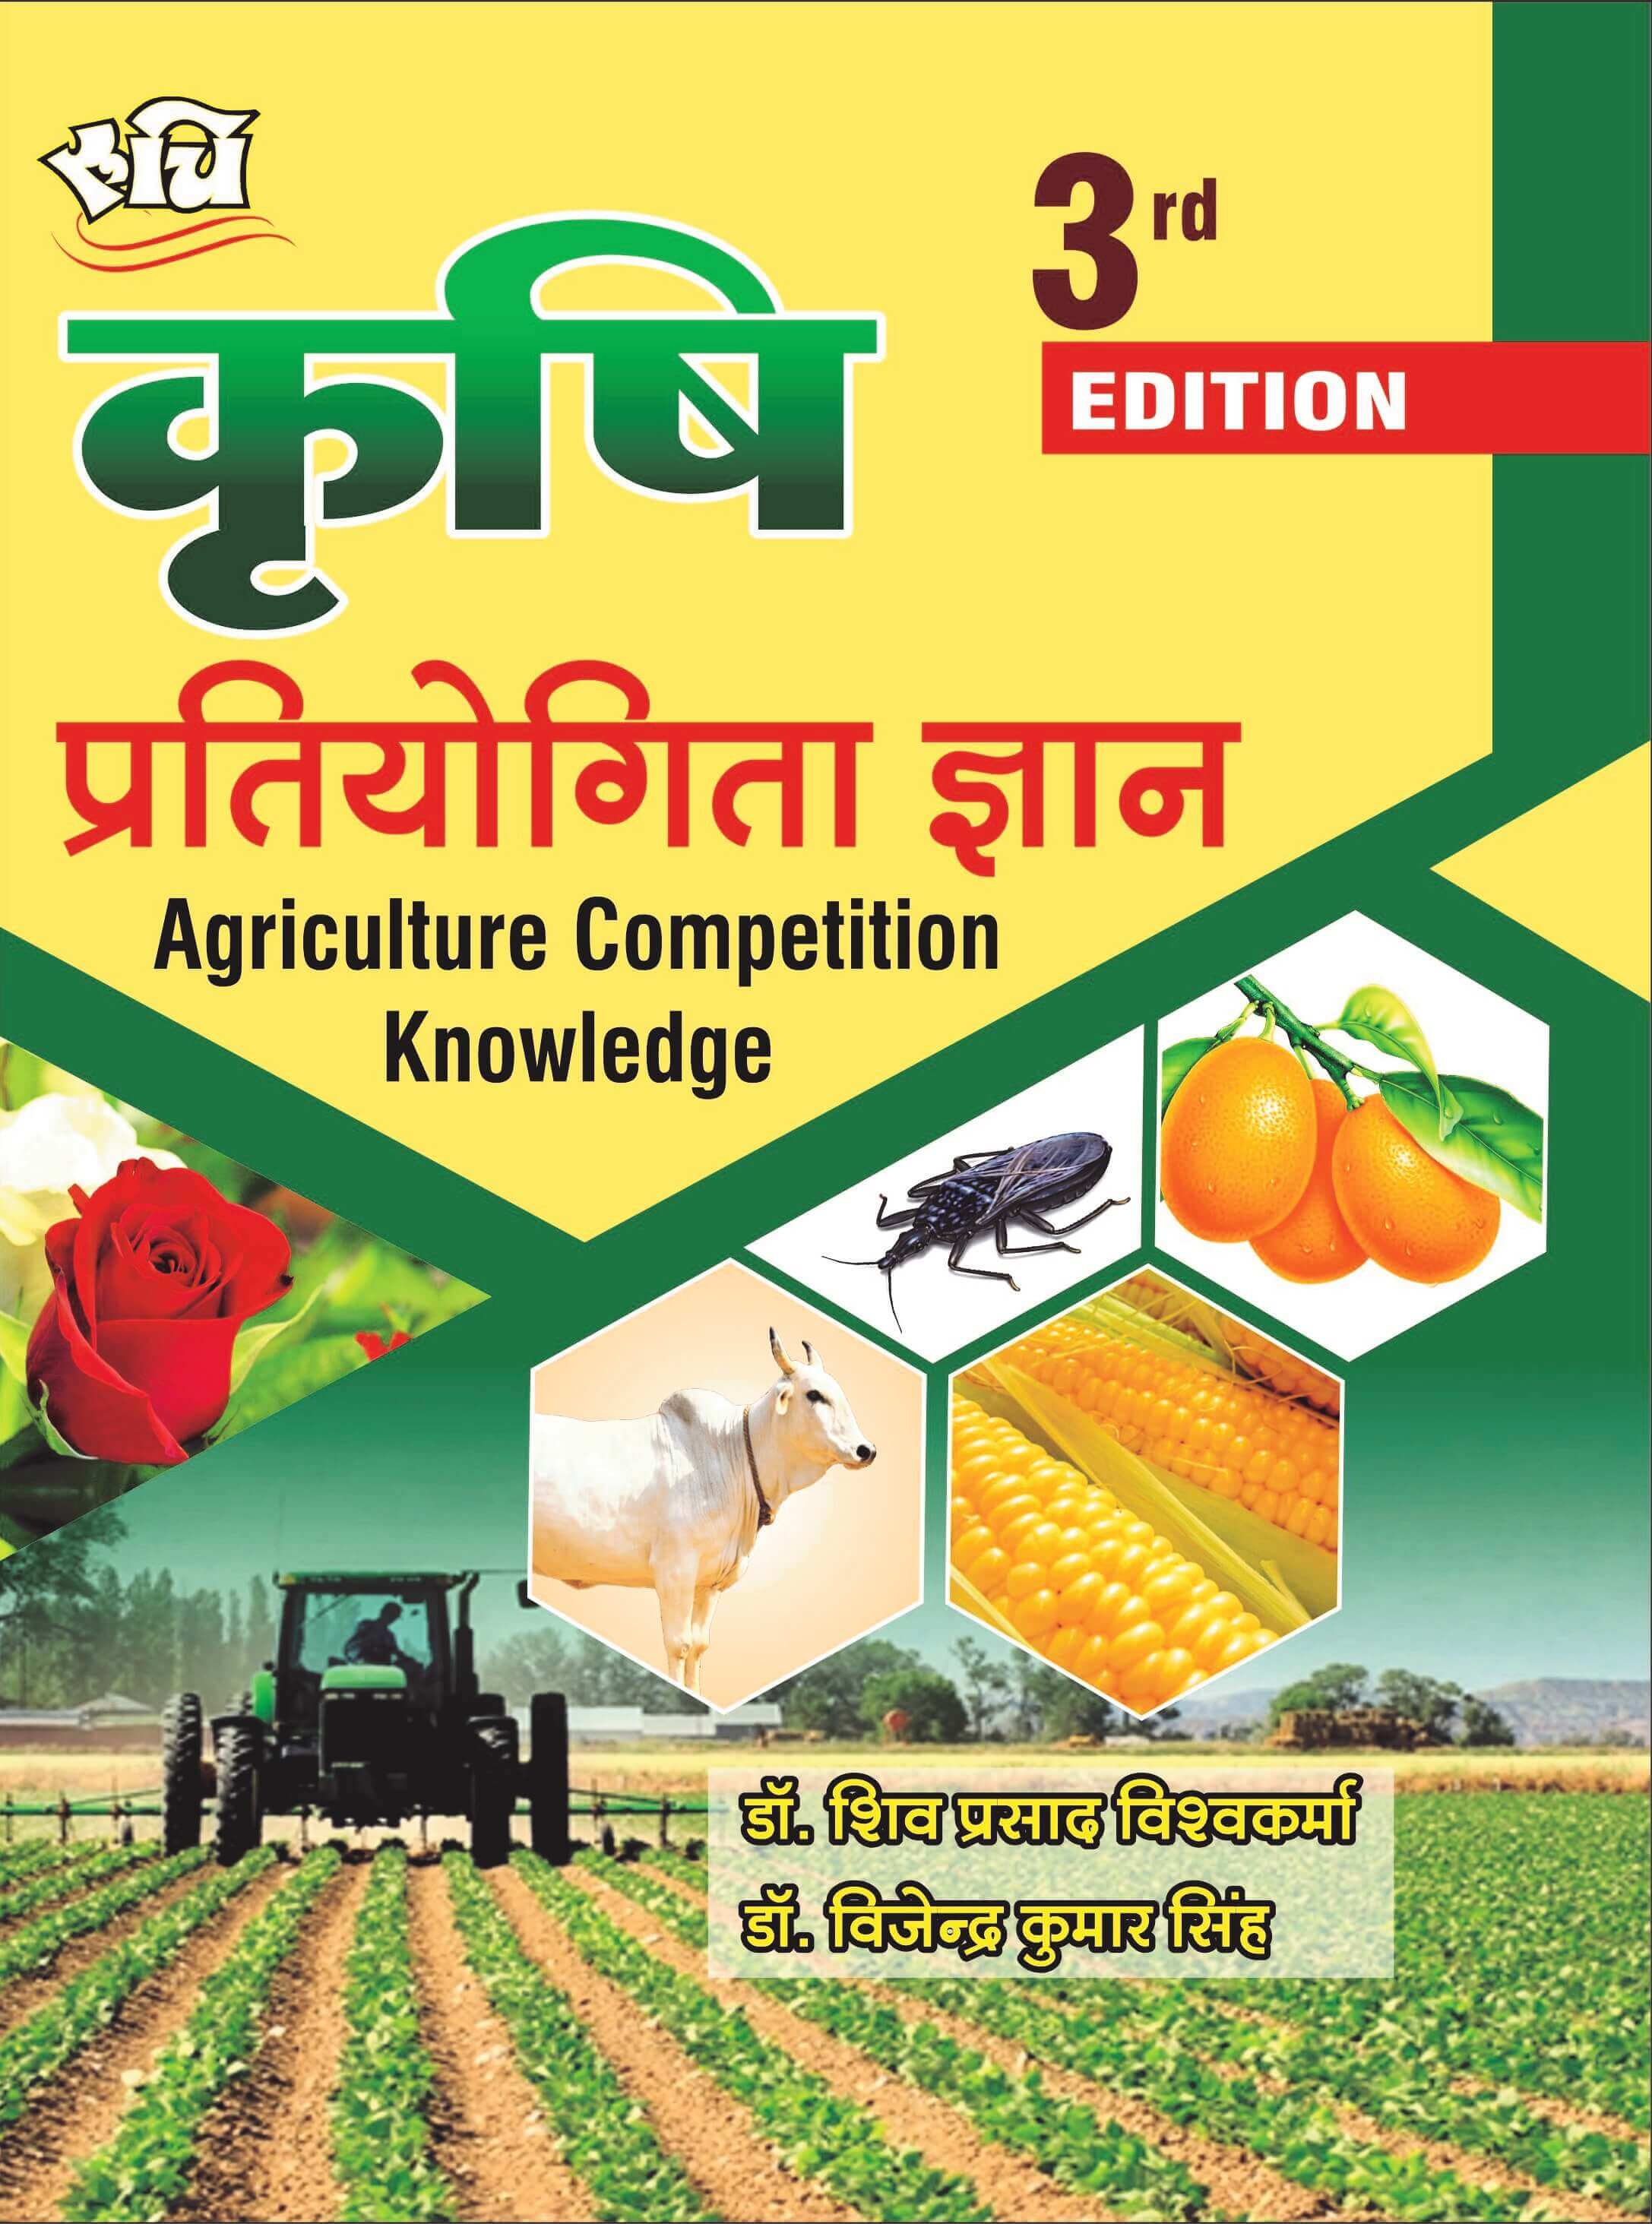 रुचि
3rd
EDITION
कृषि
प्रतियोगिता ज्ञान
Agriculture Competition
Knowledge
डॉ. शिव प्रसाद विश्वकर्मा
डॉ. विजेन्द्र कुमार सिंह